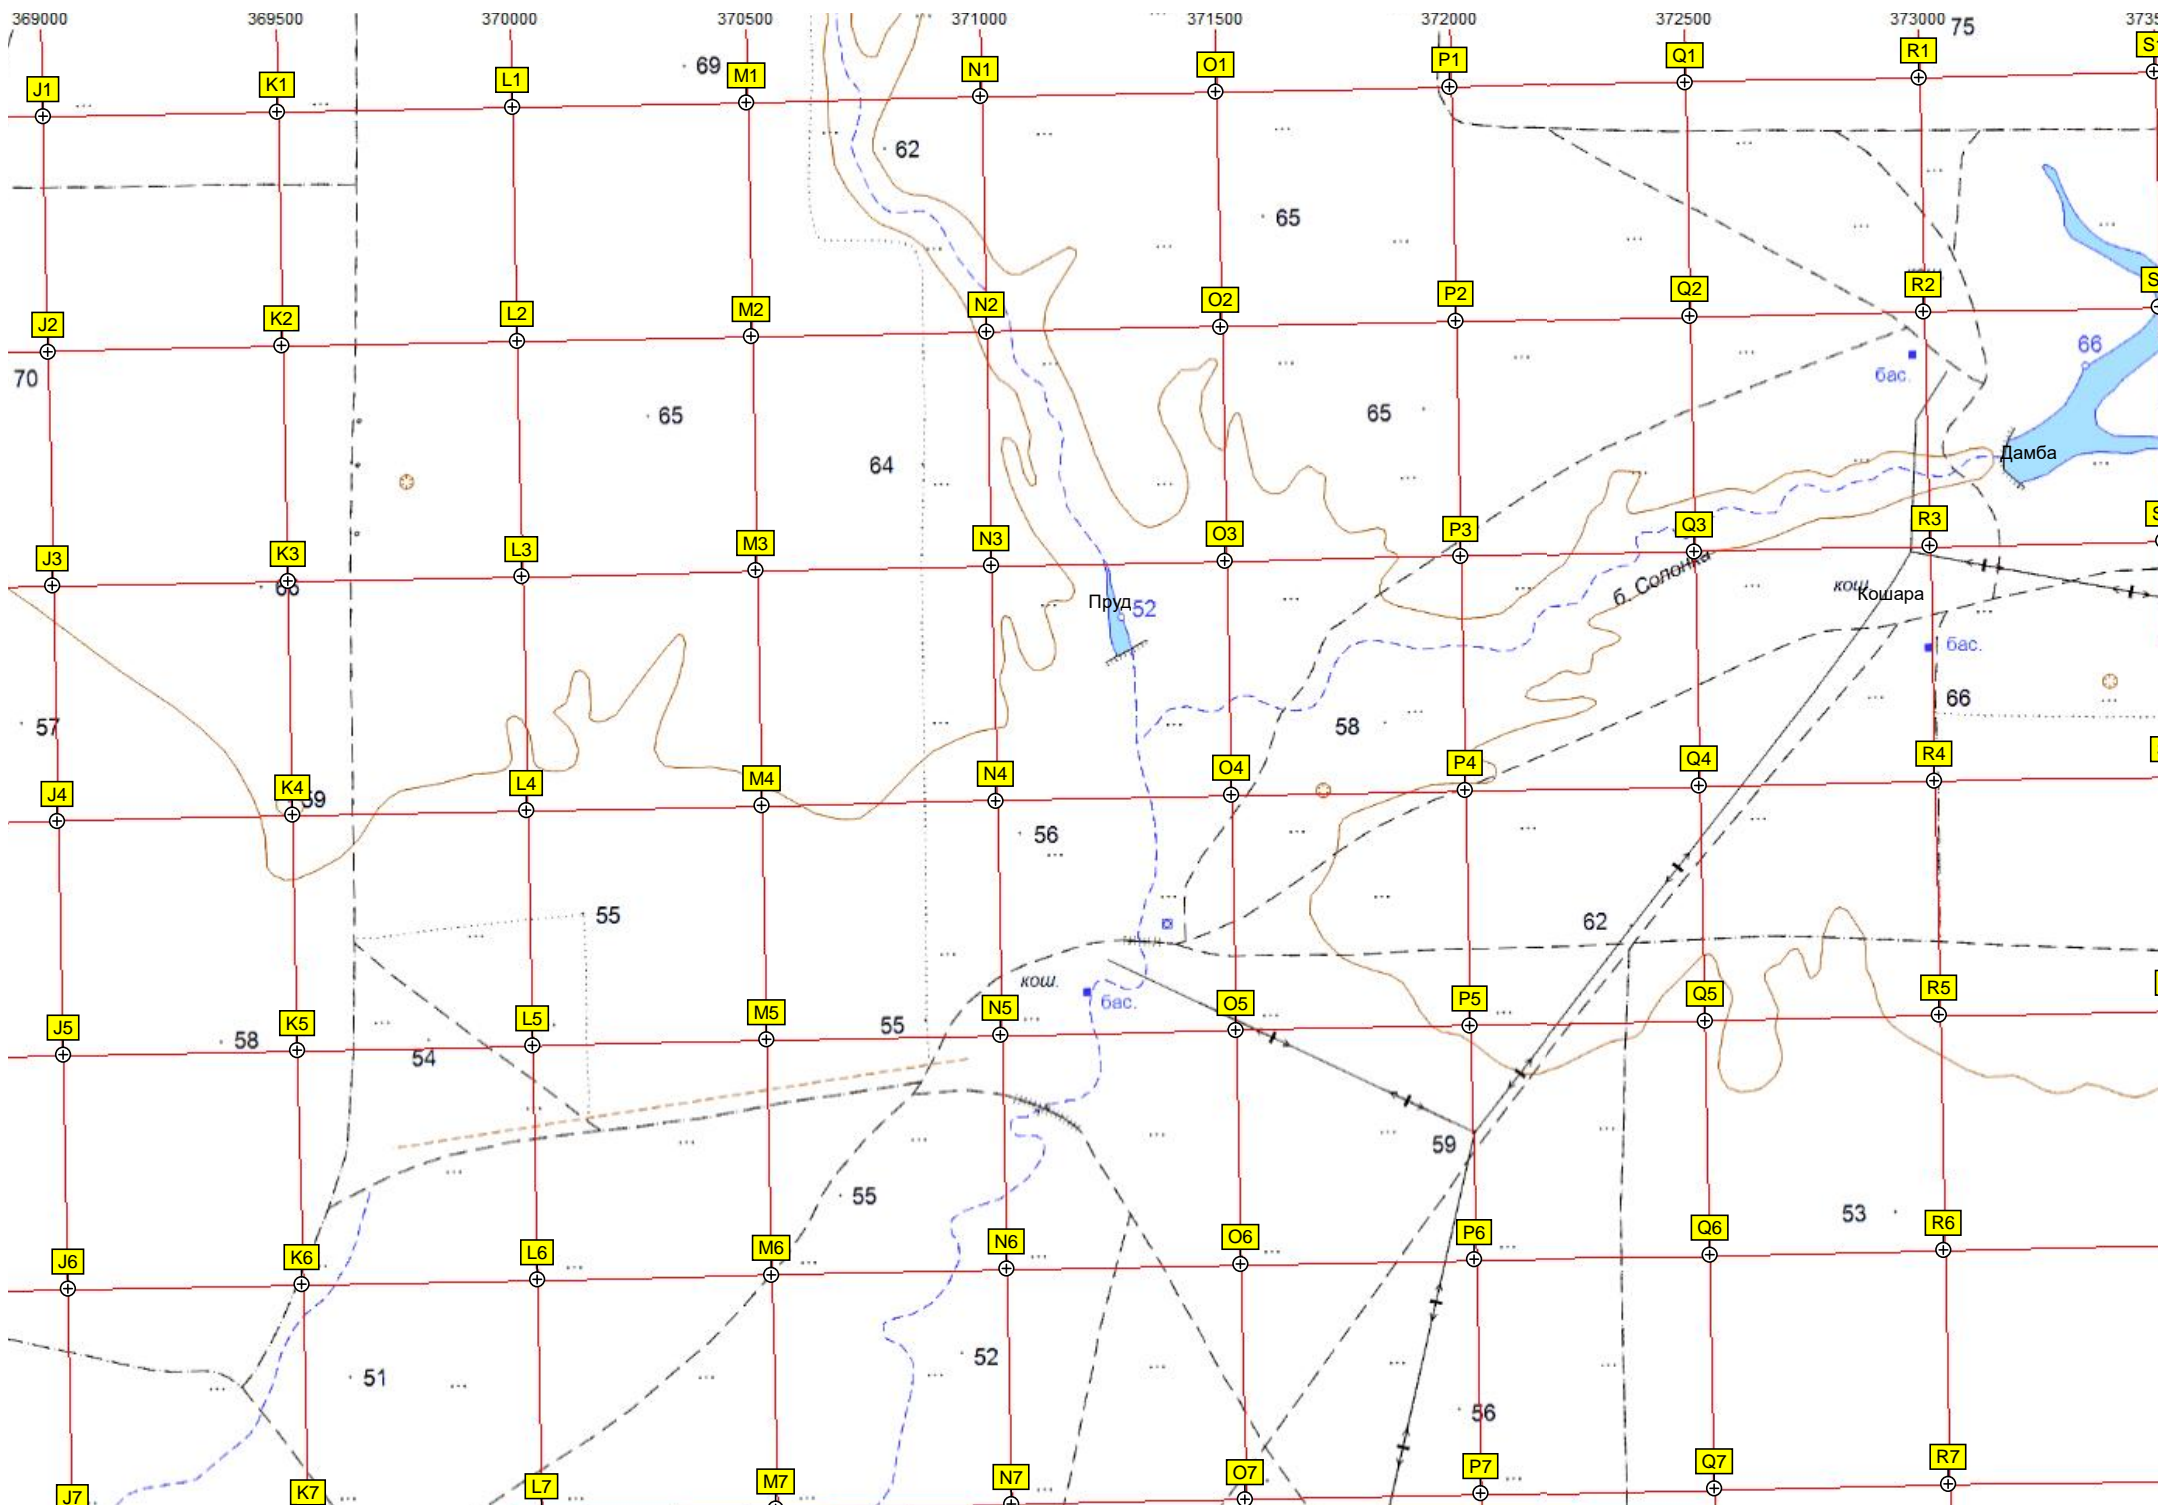 369000 369500 370000 370500 371000 371500 372000 372500 373000 75
69
J1 K1 L1 M1 N1 O1 P1 Q1 R1
62
65
J2 K2 L2 M2 N2 O2 P2 Q2 R2
66
70 65 65 бас.
64 Дамба
J3 K3 L3 M3 N3 O3 P3 Q3 R3
б. Солонка
кош.
Кошара
Пруд 52
бас.
57 58 66
J4 K4 L4 M4 N4 O4 P4 Q4 R4
59
56
55 62
кош.
бас.
J5 K5 L5 M5 N5 O5 P5 Q5 R5
58 54 55
59
55 53
J6 K6 L6 M6 N6 O6 P6 Q6 R6
51 52
56
J7 K7 L7 M7 N7 O7 P7 Q7 R7